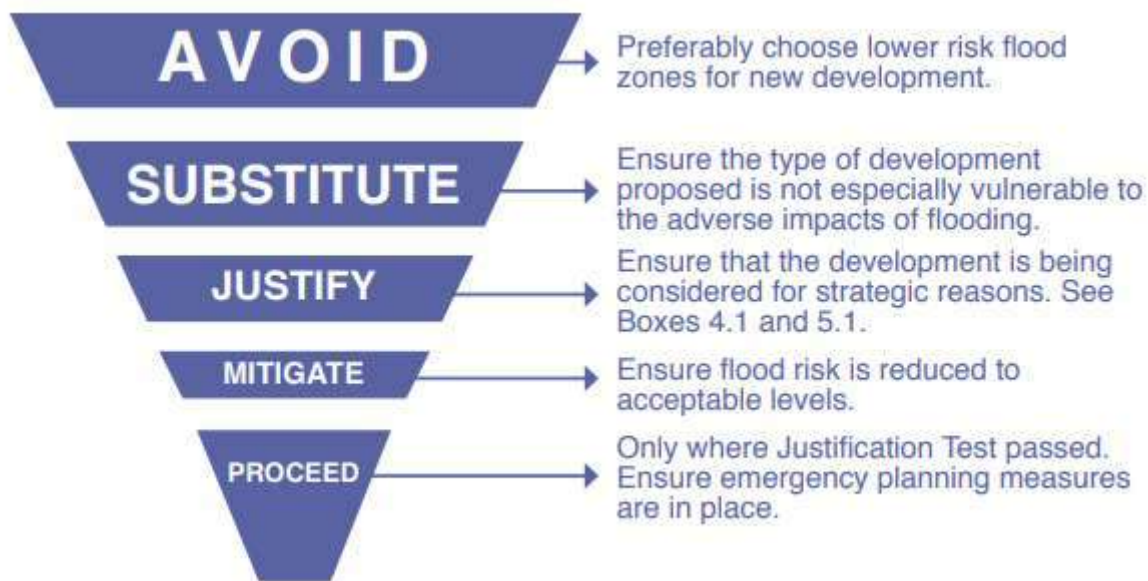 AVOID
Preferably choose lower risk flood
zones for new development.
SUBSTITUTE
Ensure the type of development
proposed is not especially vulnerable to
the adverse impacts of flooding.
JUSTIFY
Ensure that the development is being
considered for strategic reasons. See
Boxes 4.1 and 5.1.
MITIGATE
Ensure flood risk is reduced to
acceptable levels.
PROCEED
Only where Justification Test passed.
Ensure emergency planning measures
are in place.